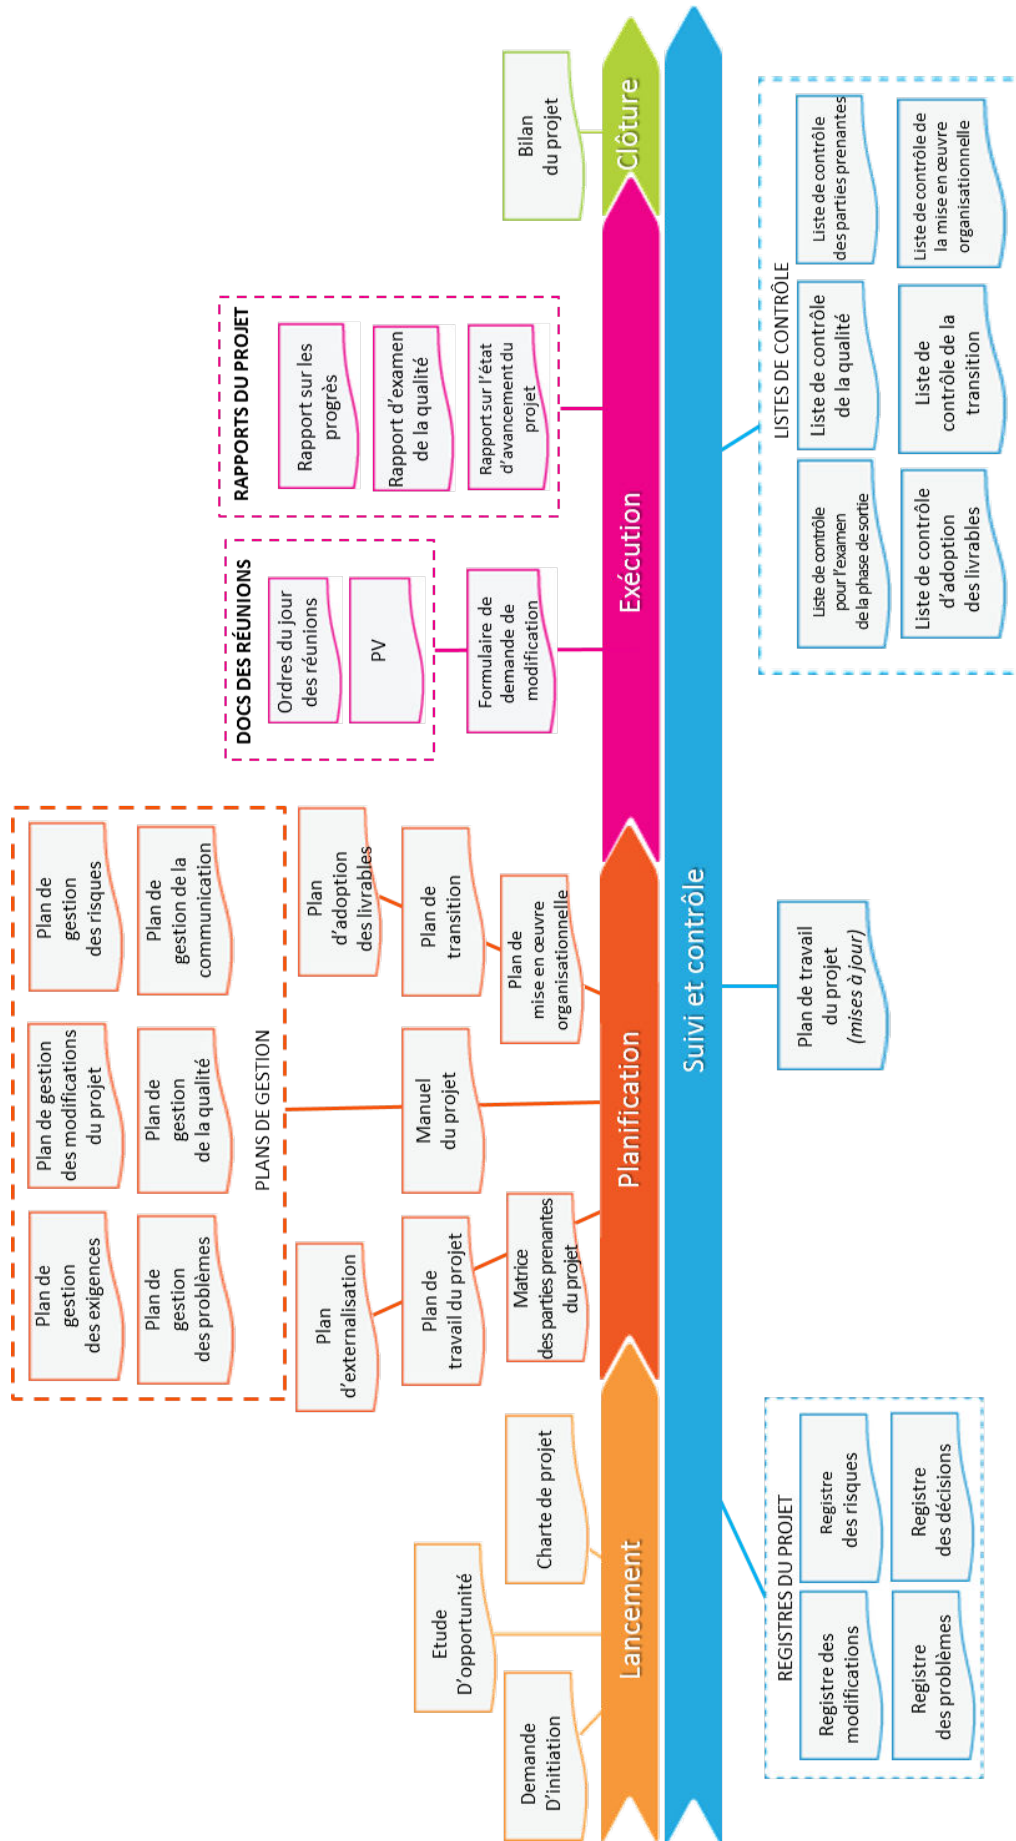 PLANS DE GESTION
Plan de
gestion
des exigences
Plan de gestion
des modifications
du projet
Plan de
gestion
des risques
Plan de
gestion
des problèmes
Plan de
gestion
de la qualité
Plan de
gestion de la
communication
Plan
d'externalisation
Plan de
travail du projet
Matrice
des parties prenantes
du projet
Manuel
du projet
Plan
d'adoption
des livrables
Plan de
transition
Plan de
mise en œuvre
organisationnelle
DOCS DES RÉUNIONS
Ordres du jour
des réunions
PV
Formulaire de
demande de
modification
RAPPORTS DU PROJET
Rapport sur les
progrès
Rapport d'examen
de la qualité
Rapport sur l'état
d'avancement du
projet
Etude
D'opportunité
Demande
D'initiation
Charte de projet
Bilan
du projet
Lancement
Planification
Exécution
Clôture
Suivi et contrôle
REGISTRES DU PROJET
Registre des
modifications
Registre
des risques
Registre
des problèmes
Registre
des décisions
Plan de travail
du projet
(mises à jour)
LISTES DE CONTRÔLE
Liste de contrôle
pour l'examen
de la phase de sortie
Liste de contrôle
de la qualité
Liste de contrôle
des parties prenantes
Liste de contrôle
d'adoption
des livrables
Liste de
contrôle de la
transition
Liste de contrôle de
la mise en œuvre
organisationnelle